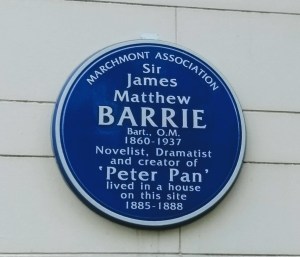 MARCHMONT ASSOCIATION
Sir
James
Matthew
BARRIE
Bart., O.M.
1860-1937
Novelist, Dramatist
and creator of
'Peter Pan'
lived in a house
on this site
1885-1888